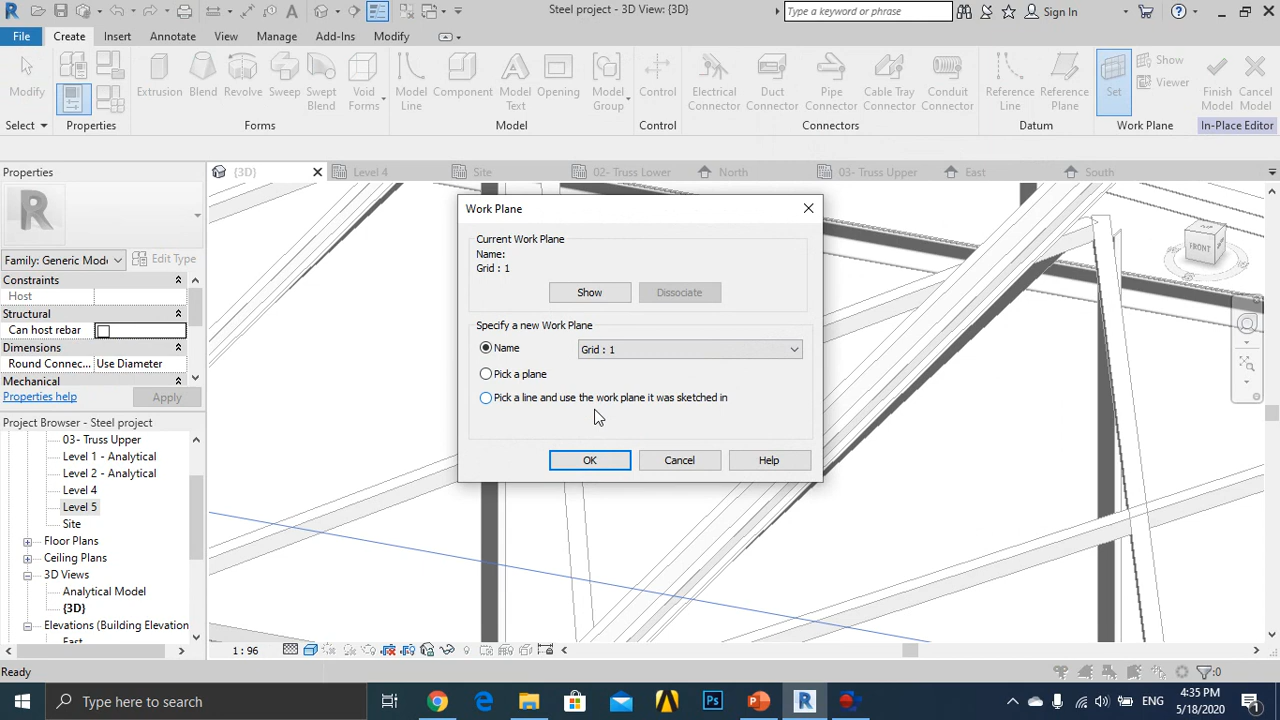 Steel project - 3D View: {3D}
Type a keyword or phrase
Sign In
File Create Insert Annotate View Manage Add-Ins Modify
Modify
Extrusion Blend Revolve Sweep Swept Blend Void Forms
Model Line Component Model Text Opening Model Group
Control
Electrical Connector Duct Connector Pipe Connector Cable Tray Connector Conduit Connector
Reference Line Reference Plane
Set Show Viewer
Finish Model Cancel Model
Select Properties Forms Model Control Connectors Datum Work Plane In-Place Editor
Properties
{3D} Level 4 Site 02- Truss Lower North 03- Truss Upper East South
R
Family: Generic Mode Edit Type
Constraints
Host
Structural
Can host rebar
Dimensions
Round Connec... Use Diameter
Mechanical
Properties help Apply
Project Browser - Steel project
03- Truss Upper
Level 1 - Analytical
Level 2 - Analytical
Level 4
Level 5
Site
Floor Plans
Ceiling Plans
3D Views
Analytical Model
{3D}
Elevations (Building Elevation
East
Work Plane
Current Work Plane
Name:
Grid : 1
Show Dissociate
Specify a new Work Plane
Name Grid : 1
Pick a plane
Pick a line and use the work plane it was sketched in
OK Cancel Help
FRONT
1 : 96
Ready
:0
Type here to search
Ps
R
ENG
4:35 PM
5/18/2020
1